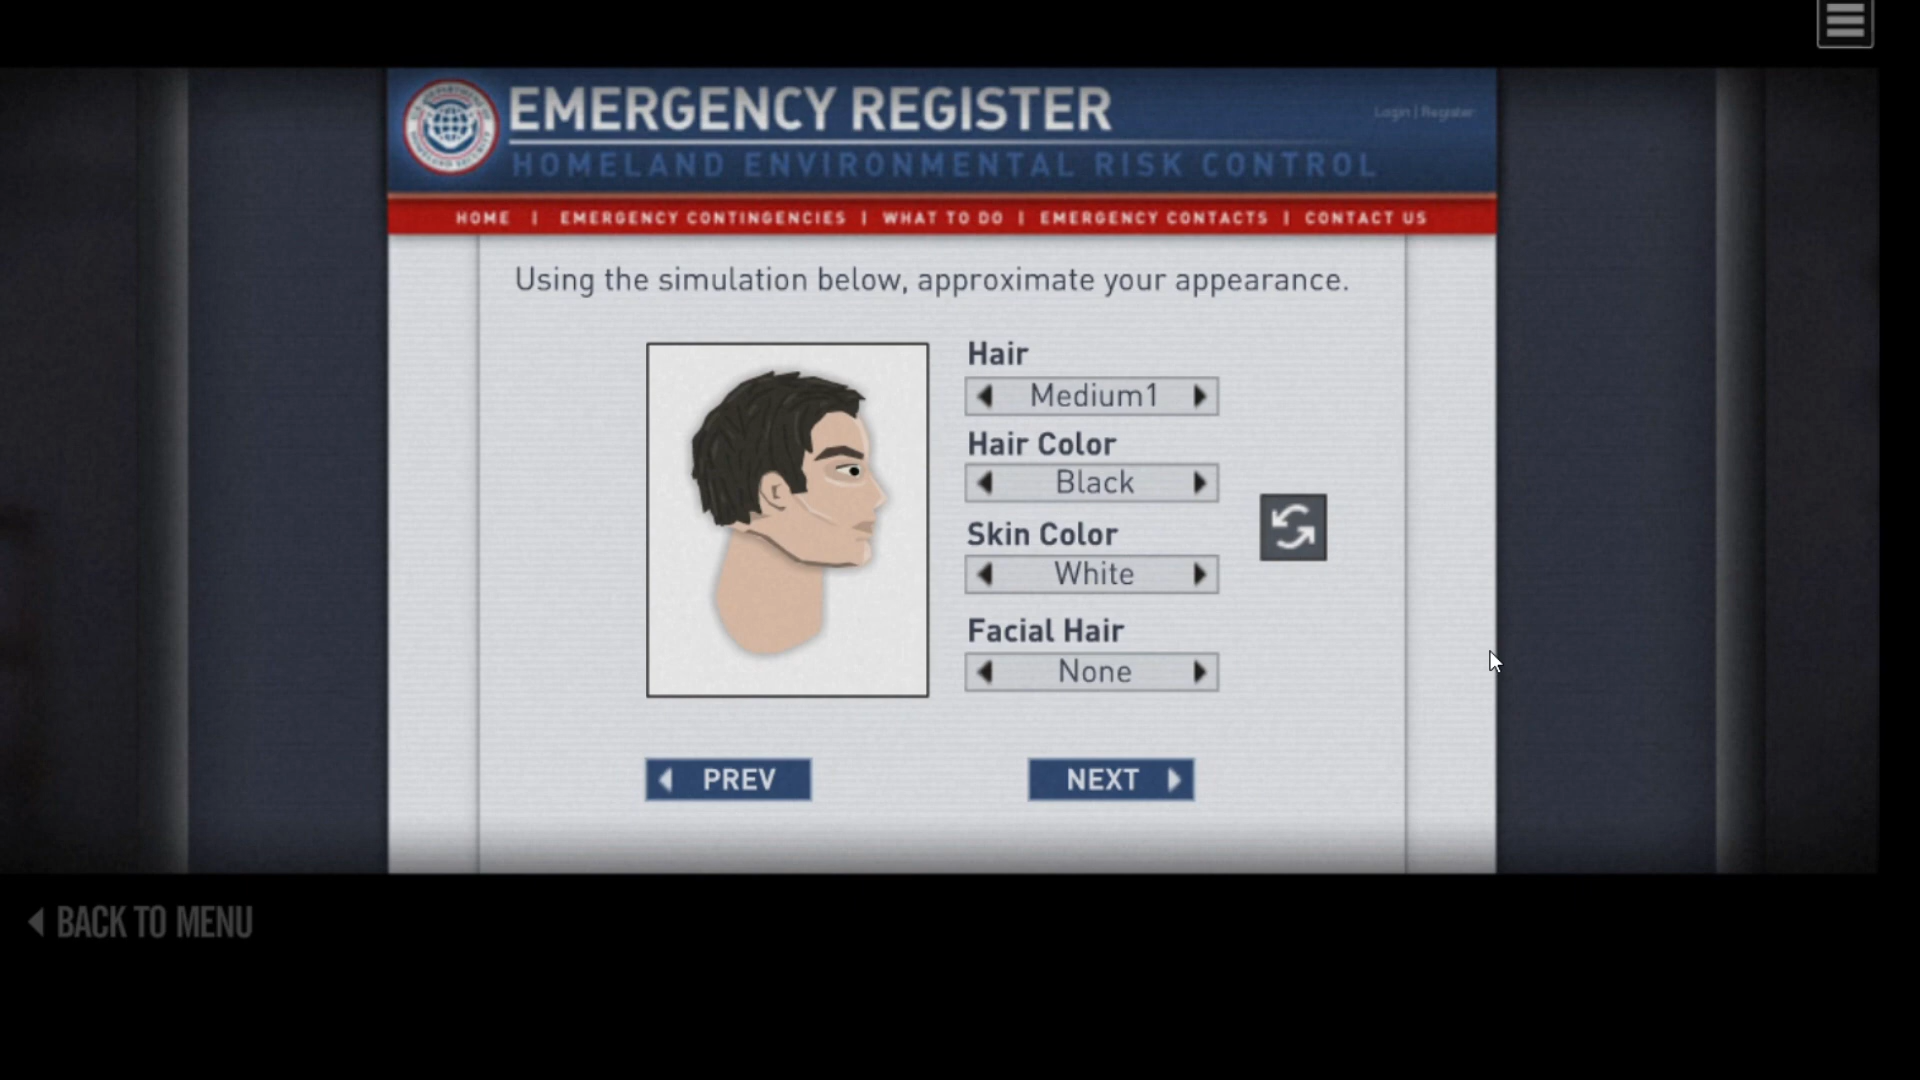 EMERGENCY REGISTER
Login | Register
HOMELAND ENVIRONMENTAL RISK CONTROL
HOME | EMERGENCY CONTINGENCIES | WHAT TO DO | EMERGENCY CONTACTS | CONTACT US
Using the simulation below, approximate your appearance.
Hair
Medium1
Hair Color
Black
Skin Color
White
Facial Hair
None
PREV
NEXT
BACK TO MENU